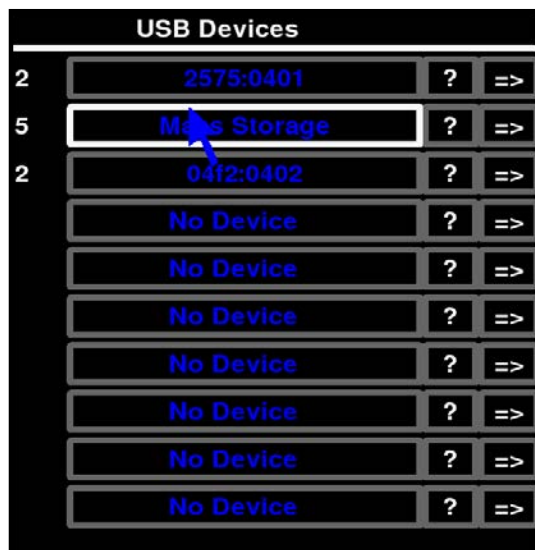 USB Devices
2 2575:0401 ? =>
5 Mass Storage ? =>
2 04f2:0402 ? =>
No Device ? =>
No Device ? =>
No Device ? =>
No Device ? =>
No Device ? =>
No Device ? =>
No Device ? =>